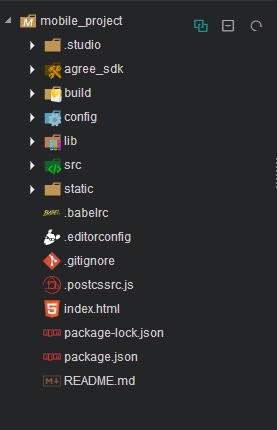 mobile_project
.studio
agree_sdk
build
config
lib
src
static
.babelrc
.editorconfig
.gitignore
.postcssrc.js
index.html
package-lock.json
package.json
README.md